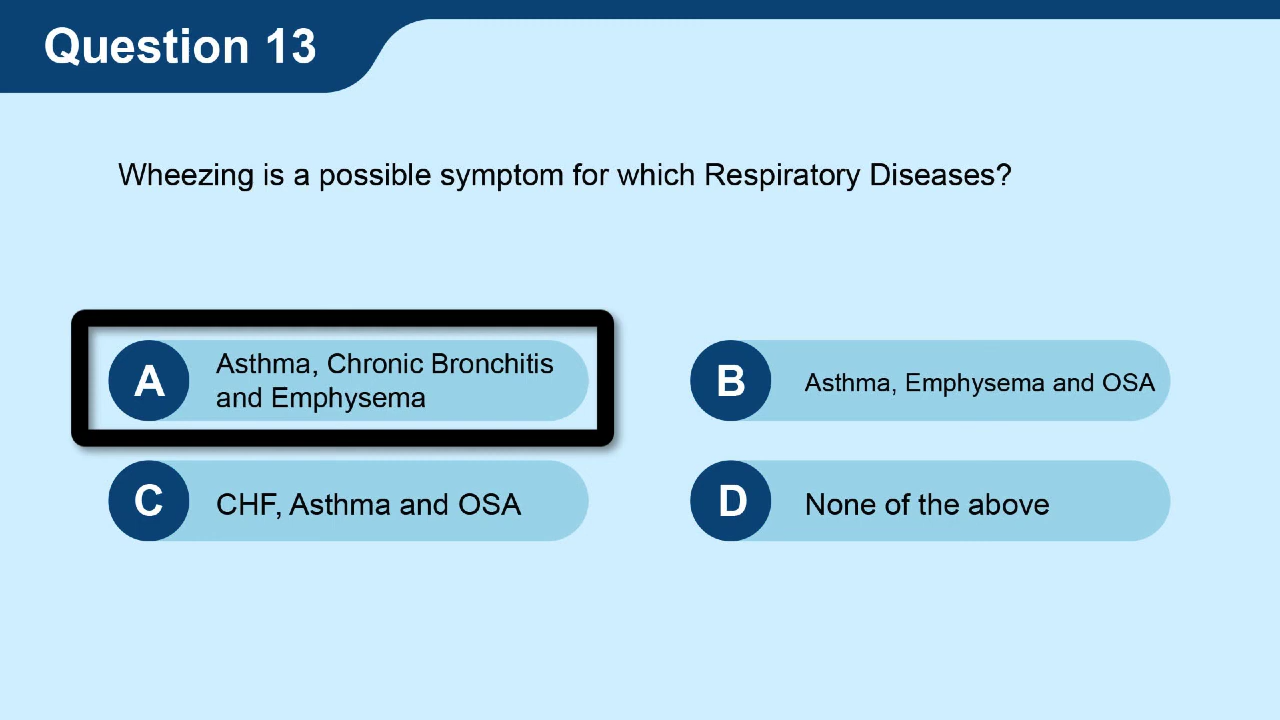 Question 13
Wheezing is a possible symptom for which Respiratory Diseases?
A
Asthma, Chronic Bronchitis
and Emphysema
B
Asthma, Emphysema and OSA
C
CHF, Asthma and OSA
D
None of the above